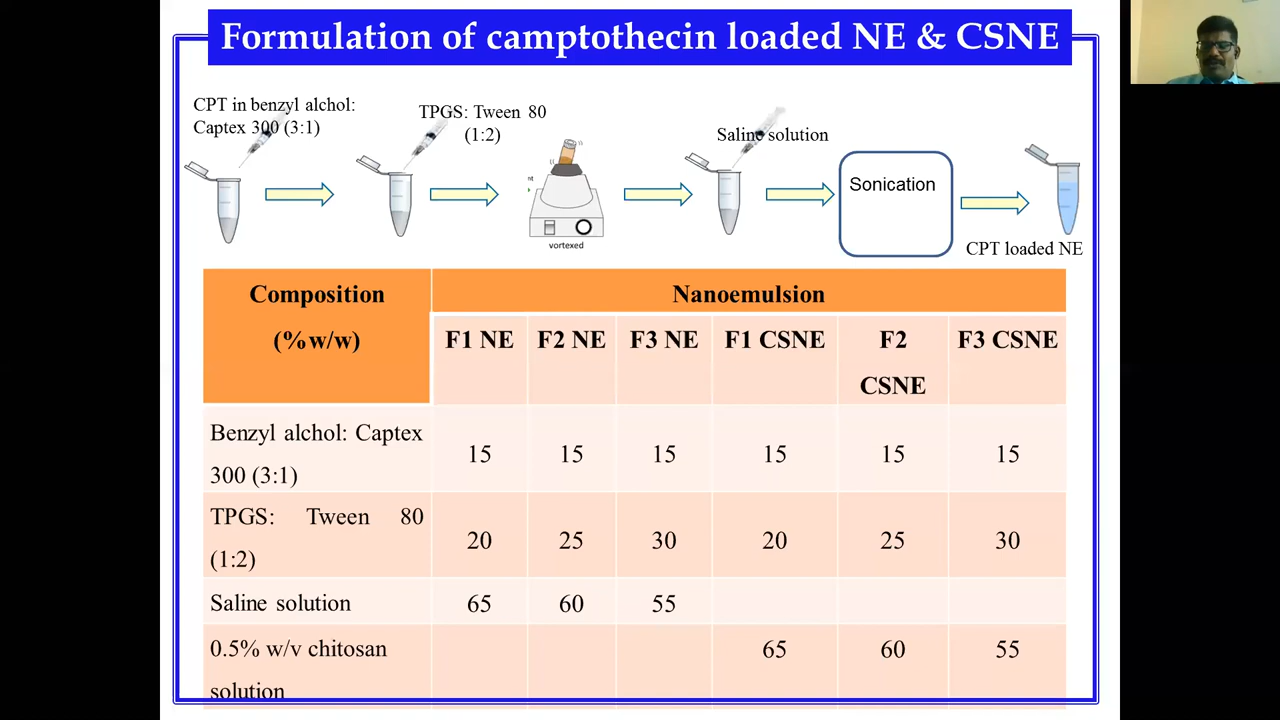 Formulation of camptothecin loaded NE & CSNE
CPT in benzyl alchol:
Captex 300 (3:1)
TPGS: Tween 80
(1:2)
Saline solution
Sonication
nt
vortexed
CPT loaded NE
Composition
(%w/w)
Nanoemulsion
F1 NE F2 NE F3 NE F1 CSNE F2 F3 CSNE
CSNE
Benzyl alchol: Captex
300 (3:1)
15 15 15 15 15 15
TPGS: Tween 80
(1:2)
20 25 30 20 25 30
Saline solution 65 60 55
0.5% w/v chitosan
solution
65 60 55